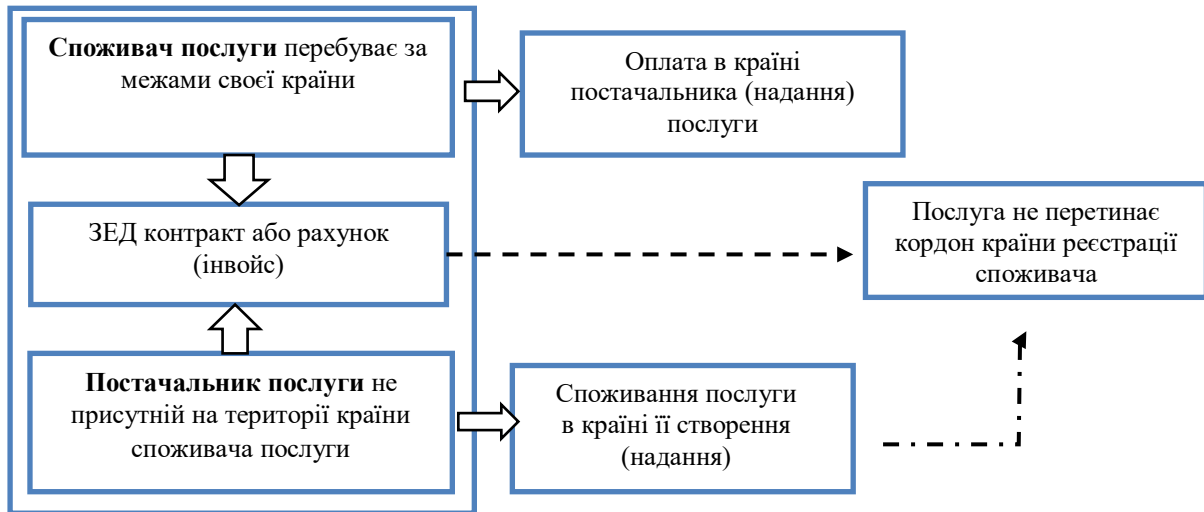 Споживач послуги перебуває за
межами своєї країни
Оплата в країні
постачальника (надання)
послуги
ЗЕД контракт або рахунок
(інвойс)
Послуга не перетинає
кордон країни реєстрації
споживача
Постачальник послуги не
присутній на території країни
споживача послуги
Споживання послуги
в країні її створення
(надання)